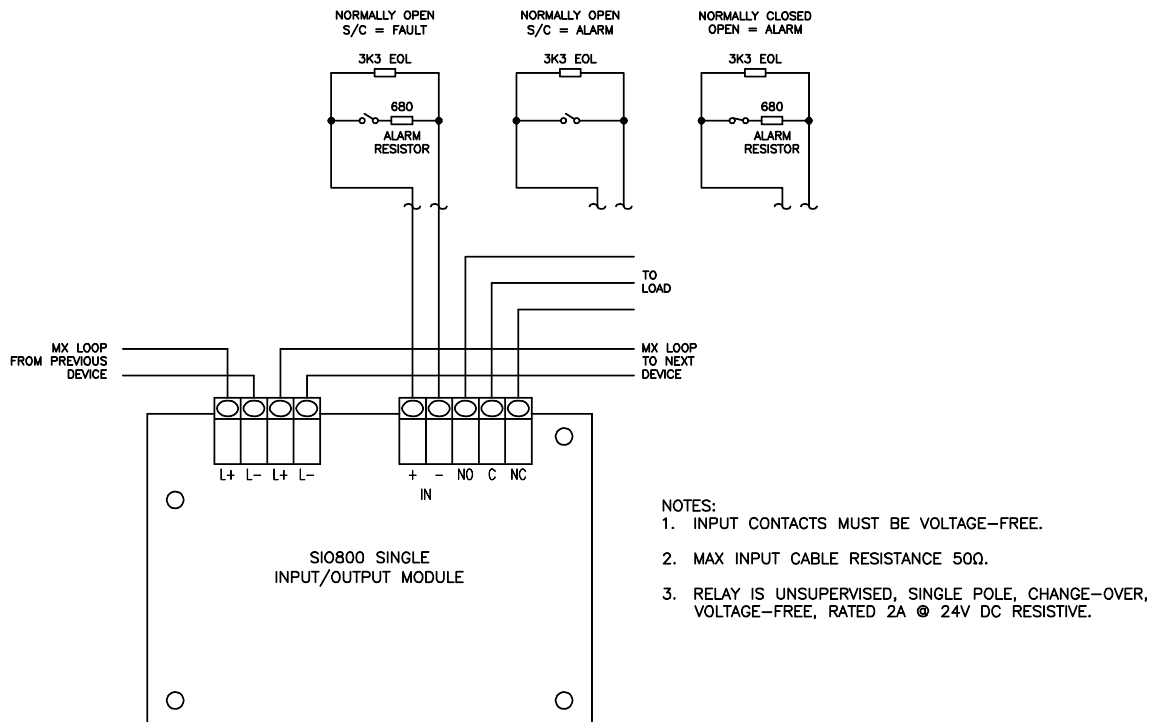 NORMALLY OPEN
S/C = FAULT
NORMALLY OPEN
S/C = ALARM
NORMALLY CLOSED
OPEN = ALARM
3K3 EOL
3K3 EOL
3K3 EOL
680
ALARM
RESISTOR
680
ALARM
RESISTOR
TO
LOAD
MX LOOP
FROM PREVIOUS
DEVICE
MX LOOP
TO NEXT
DEVICE
L+ L- L+ L-
+ - NO C NC
IN
SIO800 SINGLE
INPUT/OUTPUT MODULE
NOTES:
1. INPUT CONTACTS MUST BE VOLTAGE-FREE.
2. MAX INPUT CABLE RESISTANCE 50Ω.
3. RELAY IS UNSUPERVISED, SINGLE POLE, CHANGE-OVER,
VOLTAGE-FREE, RATED 2A @ 24V DC RESISTIVE.